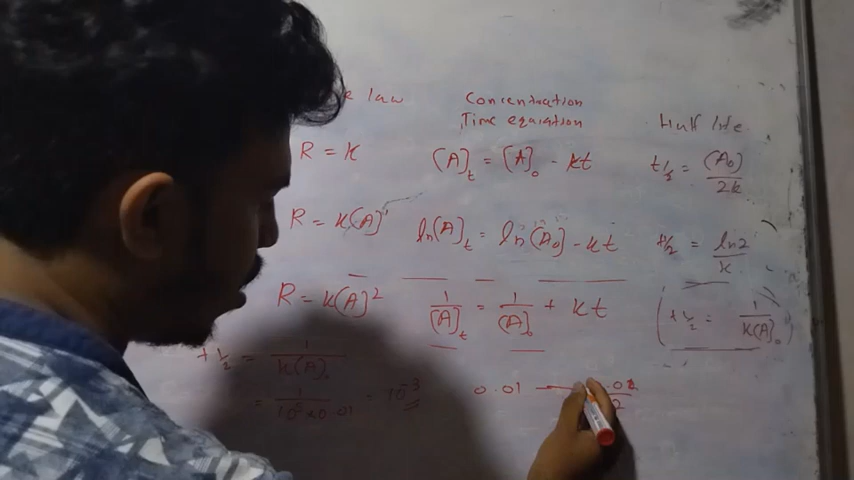 law
Concentration
Time equation
Half life
R = K
(A]t = [A]₀ - kt
t½ = (A₀) / 2k
R = K(A)¹
ln(A)t = ln(A₀) - kt
t½ = ln2 / k
R = K(A)²
1/(A]t = 1/(A]₀ + Kt
(t½ = 1/K(A]₀)
t½ = 1/K(A]₀
0.01
= 10⁻³